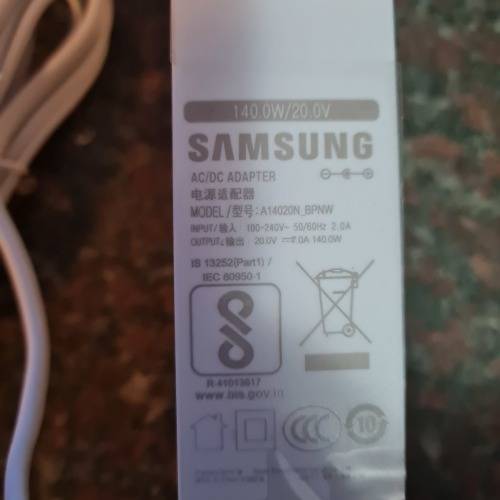 140.0W/20.0V
SAMSUNG
AC/DC ADAPTER
电源适配器
MODEL/型号:A14020N_BPNW
INPUT/输入 : 100-240V~ 50/60Hz 2.0A
OUTPUT/输出 : 20.0V ⎓7.0A 140.0W
IS 13252(Part1) /
IEC 60950-1
R-41013617
www.bis.gov.in
10